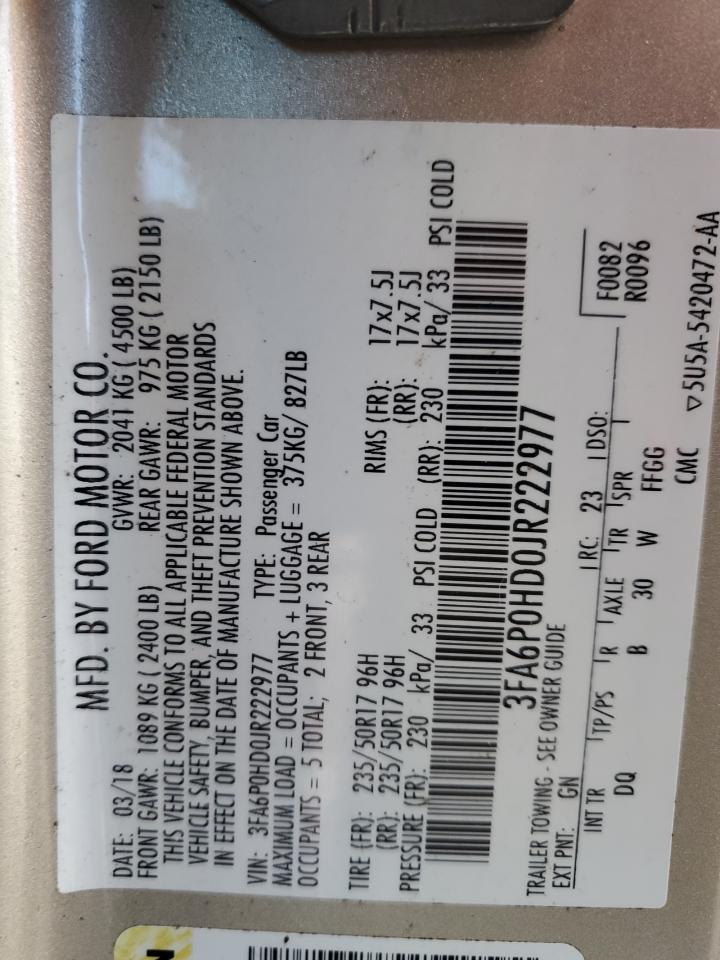 MFD. BY FORD MOTOR CO.
DATE: 03/18 GVWR: 2041 KG ( 4500 LB)
FRONT GAWR: 1089 KG ( 2400 LB) REAR GAWR: 975 KG ( 2150 LB)
THIS VEHICLE CONFORMS TO ALL APPLICABLE FEDERAL MOTOR
VEHICLE SAFETY, BUMPER, AND THEFT PREVENTION STANDARDS
IN EFFECT ON THE DATE OF MANUFACTURE SHOWN ABOVE.
VIN: 3FA6P0HD0JR222977 TYPE: Passenger Car
MAXIMUM LOAD = OCCUPANTS + LUGGAGE = 375KG/ 827LB
OCCUPANTS = 5 TOTAL; 2 FRONT, 3 REAR
TIRE (FR): 235/50R17 96H RIMS (FR): 17x7.5J
(RR): 235/50R17 96H (RR): 17x7.5J
PRESSURE (FR): 230 kPa/ 33 PSI COLD (RR): 230 kPa/ 33 PSI COLD
3FA6P0HD0JR222977
TRAILER TOWING - SEE OWNER GUIDE
EXT PNT: GN RC: 23 DSO: F0082
R0096
INT TR TP/PS R AXLE TR SPR
DQ B 30 W FFGG
CMC
▽5U5A-5420472-AA
N